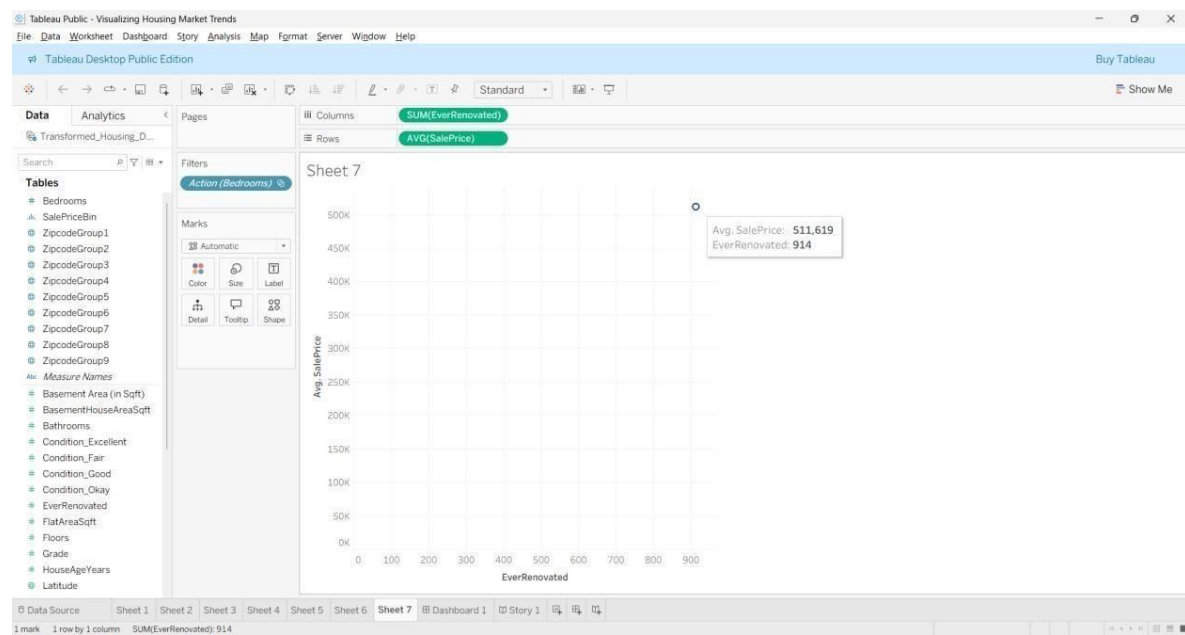 Tableau Public - Visualizing Housing Market Trends
File Data Worksheet Dashboard Story Analysis Map Format Server Window Help
Tableau Desktop Public Edition
Buy Tableau
Standard
Show Me
Data
Analytics
Transformed_Housing_D...
Search
Tables
# Bedrooms
SalePriceBin
ZipcodeGroup1
ZipcodeGroup2
ZipcodeGroup3
ZipcodeGroup4
ZipcodeGroup5
ZipcodeGroup6
ZipcodeGroup7
ZipcodeGroup8
ZipcodeGroup9
Abc Measure Names
# Basement Area (in Sqft)
# BasementHouseAreaSqft
# Bathrooms
# Condition_Excellent
# Condition_Fair
# Condition_Good
# Condition_Okay
# EverRenovated
# FlatAreaSqft
# Floors
# Grade
# HouseAgeYears
Latitude
Pages
Filters
Action (Bedrooms)
Marks
Automatic
Color Size Label
Detail Tooltip Shape
Columns
SUM(EverRenovated)
Rows
AVG(SalePrice)
Sheet 7
500K
450K
400K
350K
300K
250K
200K
150K
100K
50K
0K
Avg. SalePrice
Avg. SalePrice: 511,619
EverRenovated: 914
0 100 200 300 400 500 600 700 800 900
EverRenovated
Data Source Sheet 1 Sheet 2 Sheet 3 Sheet 4 Sheet 5 Sheet 6 Sheet 7 Dashboard 1 Story 1
1 mark 1 row by 1 column SUM(EverRenovated): 914